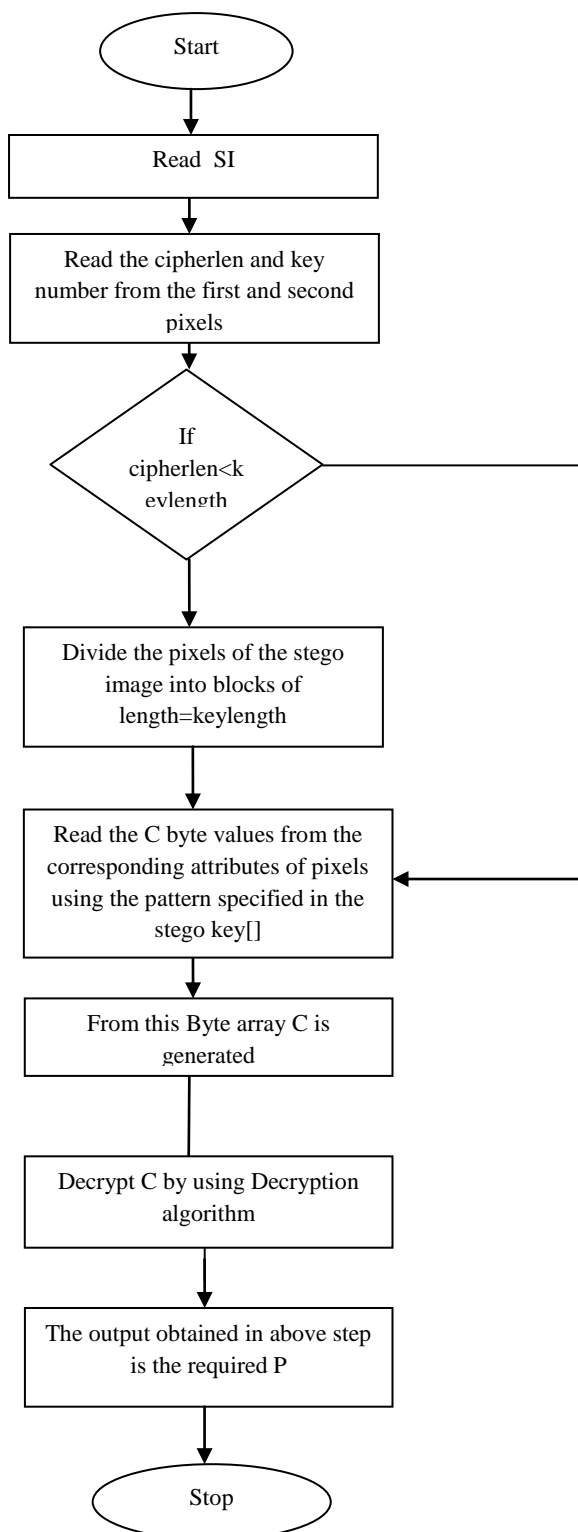 Start
Read SI
Read the cipherlen and key
number from the first and second
pixels
If
cipherlen<k
eylength
Divide the pixels of the stego
image into blocks of
length=keylength
Read the C byte values from the
corresponding attributes of pixels
using the pattern specified in the
stego key[]
From this Byte array C is
generated
Decrypt C by using Decryption
algorithm
The output obtained in above step
is the required P
Stop